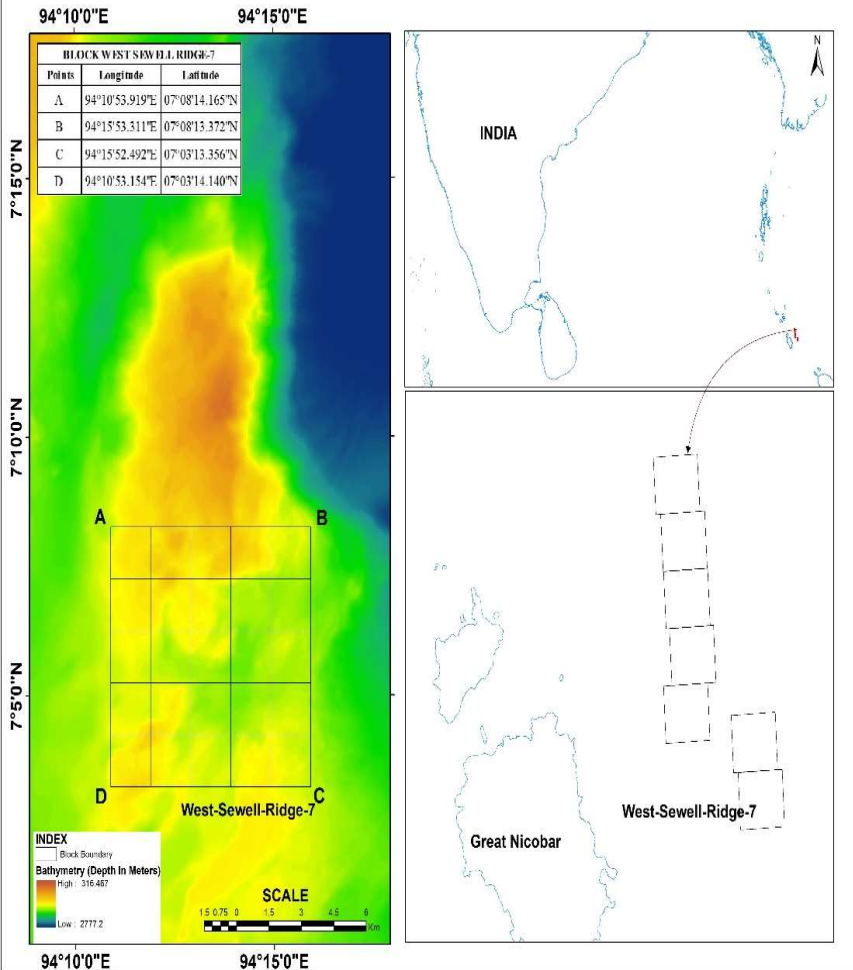 94°10'0"E 94°15'0"E
BLOCK WEST SEWELL RIDGE-7
Points Longitude Latitude
A 94°10'53.919"E 07°08'14.165"N
B 94°15'53.311"E 07°08'13.372"N
C 94°15'52.492"E 07°03'13.356"N
D 94°10'53.154"E 07°03'14.140"N
7°15'0"N
7°10'0"N
7°5'0"N
A
B
D
C
West-Sewell-Ridge-7
INDEX
Block Boundary
Bathymetry (Depth In Meters)
High : 316.467
Low : 2777.2
SCALE
1.5 0.75 0 1.5 3 4.5 6
Km
94°10'0"E 94°15'0"E
N
INDIA
West-Sewell-Ridge-7
Great Nicobar